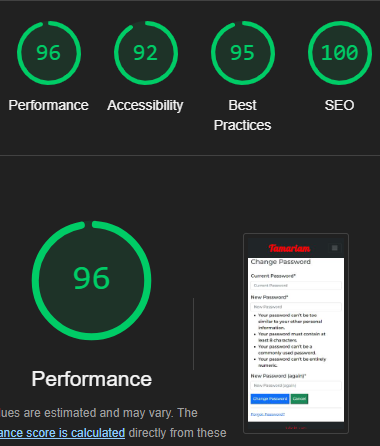 96 92 95 100
Performance Accessibility Best Practices SEO
96
Performance
Tamartam
Change Password
Current Password*
Current Password
New Password*
New Password
Your password can't be too
similar to your other personal
information.
Your password must contain at
least 8 characters.
Your password can't be a
commonly used password.
Your password can't be entirely
numeric.
New Password (again)*
New Password (again)
Change Password Cancel
Forgot Password?
lues are estimated and may vary. The
ance score is calculated directly from these